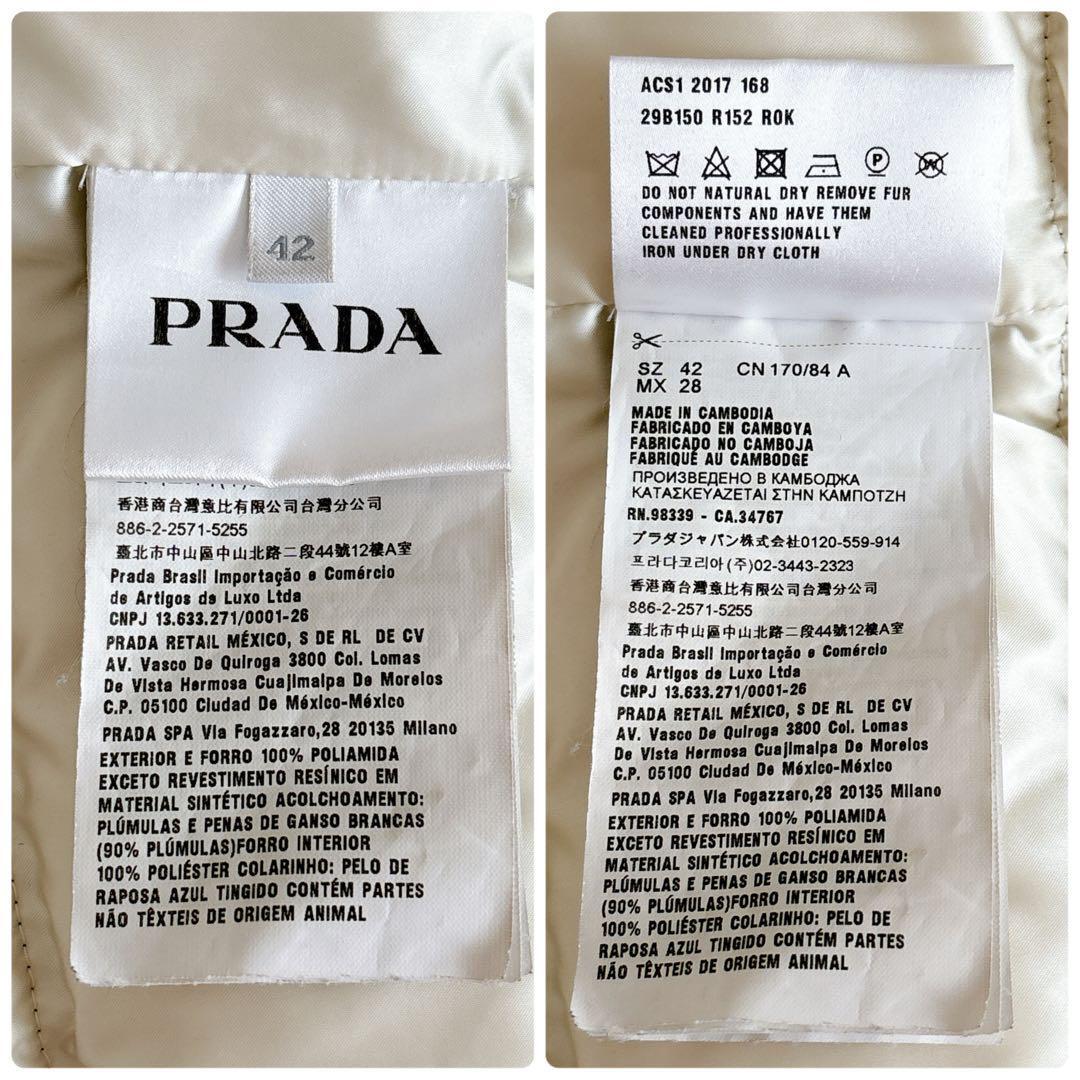 42
PRADA
香港商台灣意比有限公司台灣分公司
886-2-2571-5255
臺北市中山區中山北路二段44號12樓A室
Prada Brasil Importação e Comércio
de Artigos de Luxo Ltda
CNPJ 13.633.271/0001-26
PRADA RETAIL MÉXICO, S DE RL DE CV
AV. Vasco De Quiroga 3800 Col. Lomas
De Vista Hermosa Cuajimalpa De Morelos
C.P. 05100 Ciudad De México-México
PRADA SPA Via Fogazzaro,28 20135 Milano
EXTERIOR E FORRO 100% POLIAMIDA
EXCETO REVESTIMENTO RESÍNICO EM
MATERIAL SINTÉTICO ACOLCHOAMENTO:
PLÚMULAS E PENAS DE GANSO BRANCAS
(90% PLÚMULAS)FORRO INTERIOR
100% POLIÉSTER COLARINHO: PELO DE
RAPOSA AZUL TINGIDO CONTÉM PARTES
NÃO TÊXTEIS DE ORIGEM ANIMAL
ACS1 2017 168
29B150 R152 R0K
P
W
DO NOT NATURAL DRY REMOVE FUR
COMPONENTS AND HAVE THEM
CLEANED PROFESSIONALLY
IRON UNDER DRY CLOTH
SZ 42 CN 170/84 A
MX 28
MADE IN CAMBODIA
FABRICADO EN CAMBOYA
FABRICADO NO CAMBOJA
FABRIQUÉ AU CAMBODGE
ПРОИЗВЕДЕНО В КАМБОДЖА
ΚΑΤΑΣΚΕΥΑΖΕΤΑΙ ΣΤΗΝ ΚΑΜΠΟΤΖΗ
RN.98339 - CA.34767
プラダジャパン株式会社0120-559-914
프라다코리아(주)02-3443-2323
香港商台灣意比有限公司台灣分公司
886-2-2571-5255
臺北市中山區中山北路二段44號12樓A室
Prada Brasil Importação e Comércio
de Artigos de Luxo Ltda
CNPJ 13.633.271/0001-26
PRADA RETAIL MÉXICO, S DE RL DE CV
AV. Vasco De Quiroga 3800 Col. Lomas
De Vista Hermosa Cuajimalpa De Morelos
C.P. 05100 Ciudad De México-México
PRADA SPA Via Fogazzaro,28 20135 Milano
EXTERIOR E FORRO 100% POLIAMIDA
EXCETO REVESTIMENTO RESÍNICO EM
MATERIAL SINTÉTICO ACOLCHOAMENTO:
PLÚMULAS E PENAS DE GANSO BRANCAS
(90% PLÚMULAS)FORRO INTERIOR
100% POLIÉSTER COLARINHO: PELO DE
RAPOSA AZUL TINGIDO CONTÉM PARTES
NÃO TÊXTEIS DE ORIGEM ANIMAL